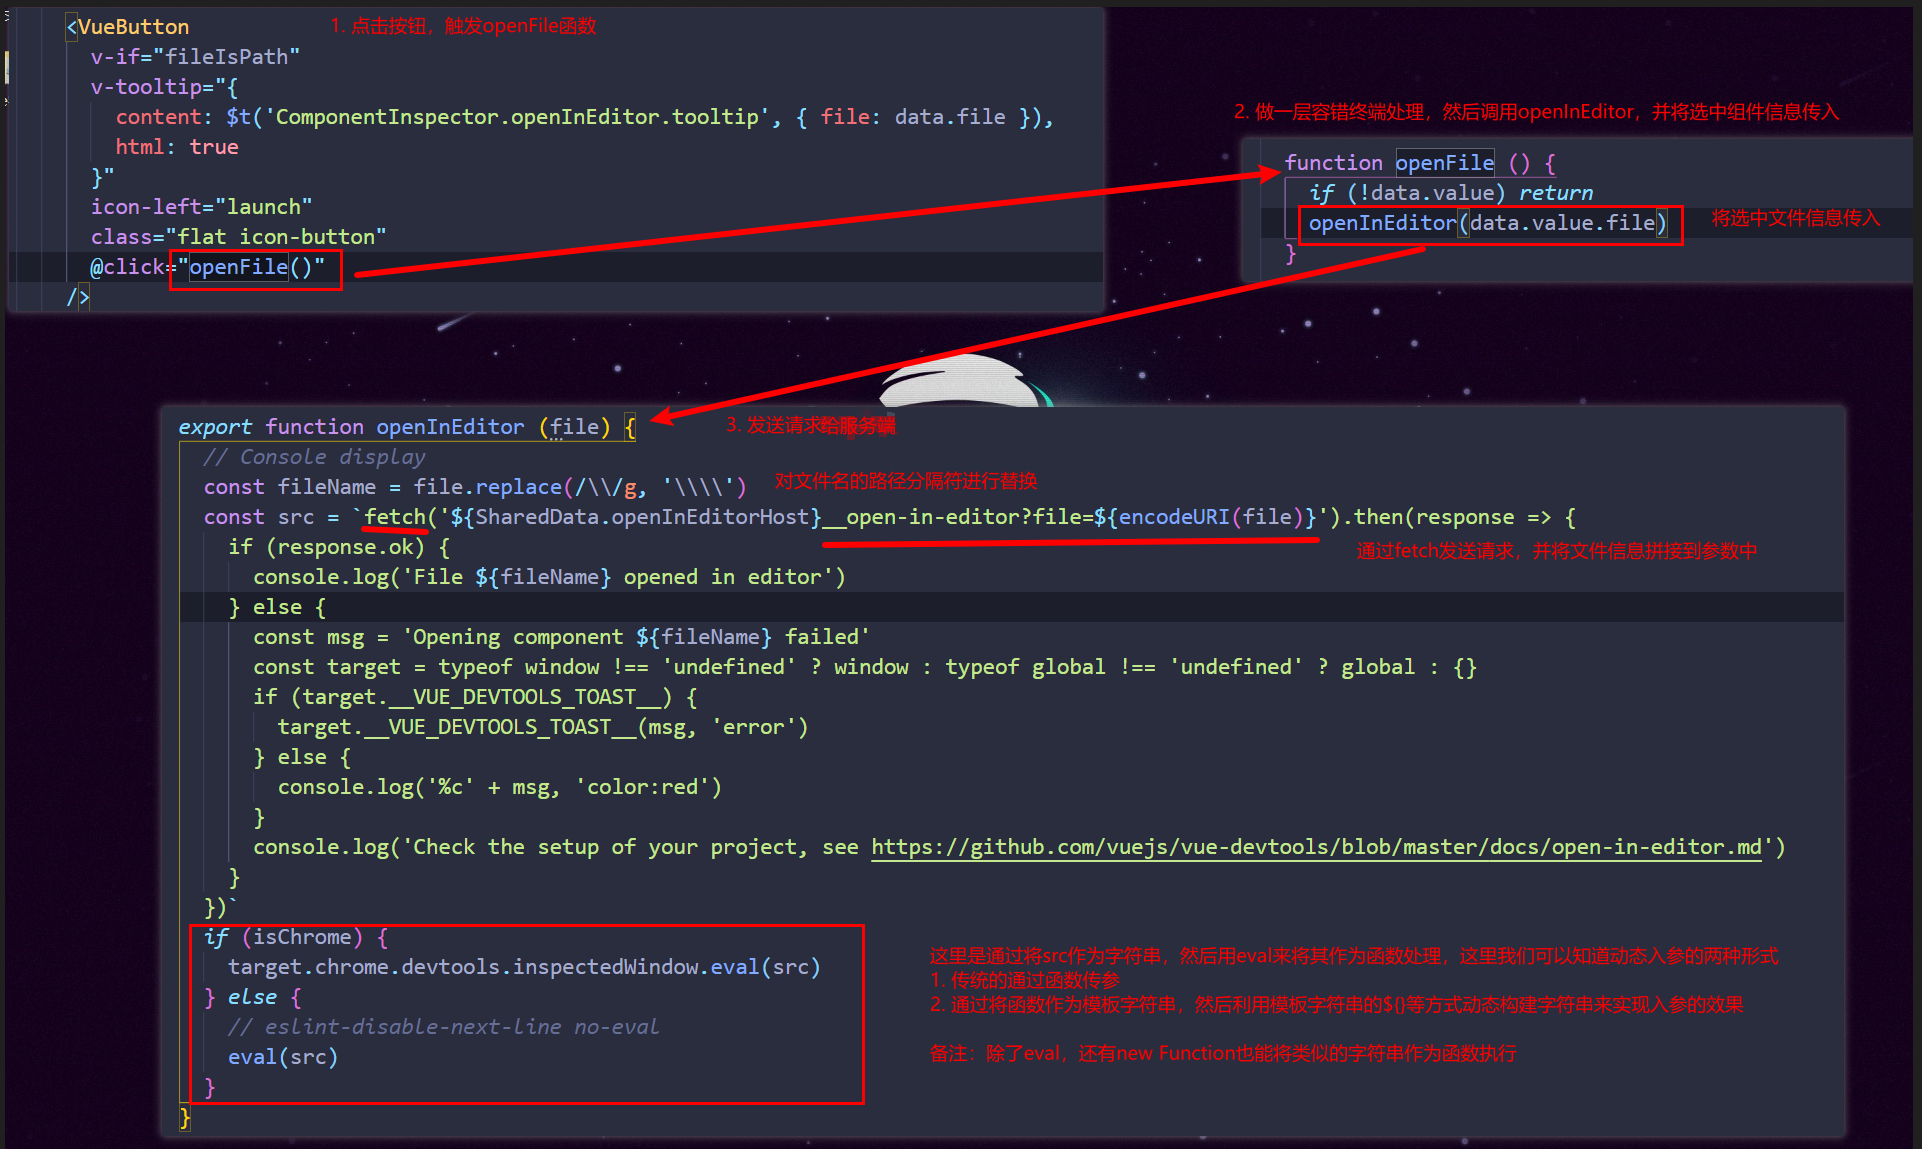 <VueButton
1. 点击按钮，触发openFile函数
v-if="fileIsPath"
v-tooltip="{
content: $t('ComponentInspector.openInEditor.tooltip', { file: data.file }),
html: true
}"
icon-left="launch"
class="flat icon-button"
@click="openFile()"
/>
2. 做一层容错终端处理，然后调用openInEditor，并将选中组件信息传入
function openFile () {
if (!data.value) return
openInEditor(data.value.file)
将选中文件信息传入
}
export function openInEditor (file) {
3. 发送请求给服务端
// Console display
const fileName = file.replace(/\\/g, '\\\\')
对文件名的路径分隔符进行替换
const src = `fetch('${SharedData.openInEditorHost}__open-in-editor?file=${encodeURI(file)}').then(response => {
if (response.ok) {
通过fetch发送请求，并将文件信息拼接到参数中
console.log('File ${fileName} opened in editor')
} else {
const msg = 'Opening component ${fileName} failed'
const target = typeof window !== 'undefined' ? window : typeof global !== 'undefined' ? global : {}
if (target.__VUE_DEVTOOLS_TOAST__) {
target.__VUE_DEVTOOLS_TOAST__(msg, 'error')
} else {
console.log('%c' + msg, 'color:red')
}
console.log('Check the setup of your project, see https://github.com/vuejs/vue-devtools/blob/master/docs/open-in-editor.md')
}
})`
if (isChrome) {
target.chrome.devtools.inspectedWindow.eval(src)
} else {
// eslint-disable-next-line no-eval
eval(src)
}
}
这里是通过将src作为字符串，然后用eval来将其作为函数处理，这里我们可以知道动态入参的两种形式
1. 传统的通过函数传参
2. 通过将函数作为模板字符串，然后利用模板字符串的${}等方式动态构建字符串来实现入参的效果
备注：除了eval，还有new Function也能将类似的字符串作为函数执行